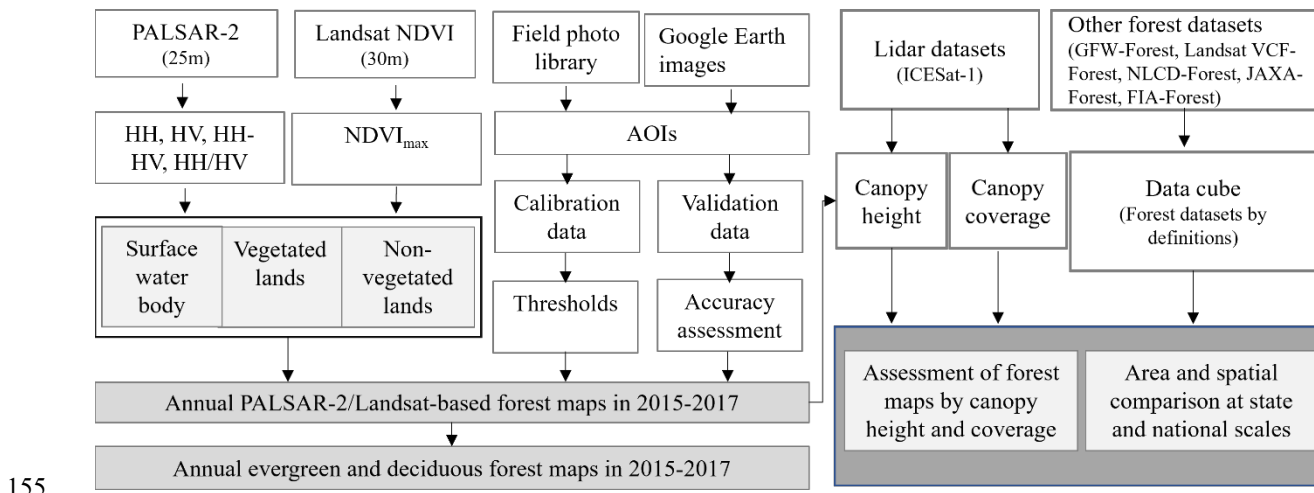 PALSAR-2
(25m)
Landsat NDVI
(30m)
Field photo
library
Google Earth
images
Lidar datasets
(ICESat-1)
Other forest datasets
(GFW-Forest, Landsat VCF-
Forest, NLCD-Forest, JAXA-
Forest, FIA-Forest)
HH, HV, HH-
HV, HH/HV
NDVImax
AOIs
Calibration
data
Validation
data
Canopy
height
Canopy
coverage
Data cube
(Forest datasets by
definitions)
Surface
water
body
Vegetated
lands
Non-
vegetated
lands
Thresholds
Accuracy
assessment
Annual PALSAR-2/Landsat-based forest maps in 2015-2017
Assessment of forest
maps by canopy
height and coverage
Area and spatial
comparison at state
and national scales
Annual evergreen and deciduous forest maps in 2015-2017
155